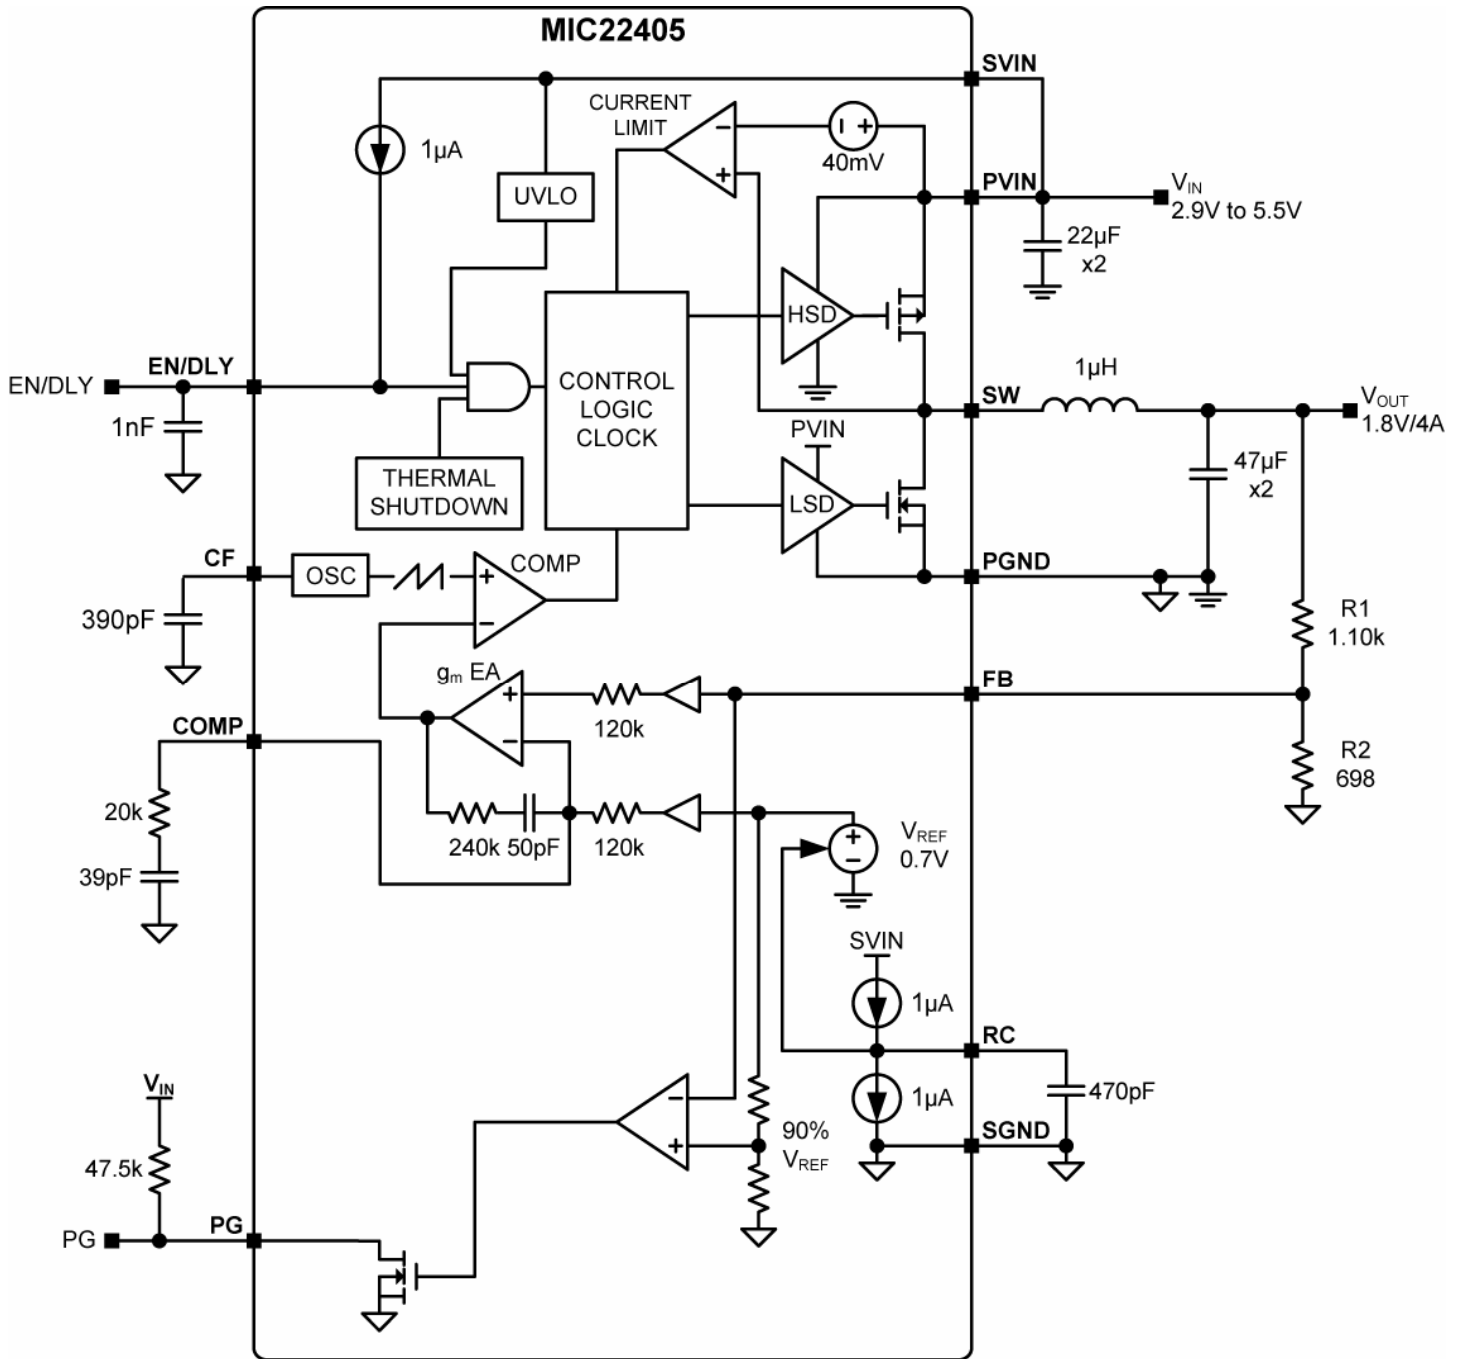 MIC22405
SVIN
CURRENT
LIMIT
−
+
+
40mV
1µA
UVLO
PVIN
VIN
2.9V to 5.5V
22µF
x2
HSD
EN/DLY
EN/DLY
1nF
CONTROL
LOGIC
CLOCK
THERMAL
SHUTDOWN
SW
1µH
VOUT
1.8V/4A
PVIN
LSD
47µF
x2
PGND
CF
OSC
COMP
+
−
390pF
R1
1.10k
gm EA
+
−
120k
FB
COMP
R2
698
20k
39pF
240k 50pF
120k
+
−
VREF
0.7V
SVIN
1µA
RC
1µA
470pF
SGND
−
+
90%
VREF
VIN
47.5k
PG
PG